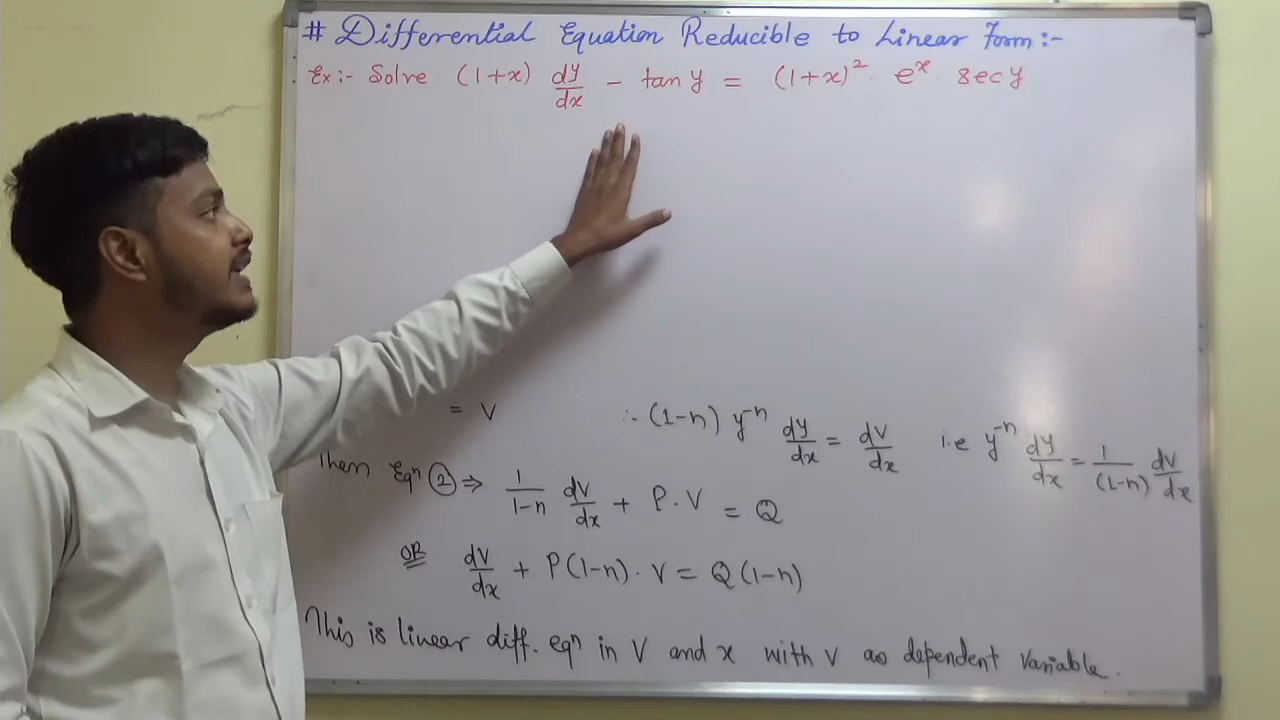 # Differential Equation Reducible to Linear Form :-
Ex:- Solve (1+x) dy/dx - tan y = (1+x)² · eˣ · sec y
= V ∴ (1-n) y⁻ⁿ dy/dx = dV/dx i.e y⁻ⁿ dy/dx = 1/(1-n) dV/dx
Then Eqⁿ ② ⇒ 1/1-n dV/dx + P · V = Q
OR dV/dx + P(1-n) · V = Q(1-n)
This is linear diff. eqⁿ in V and x with V as dependent Variable.